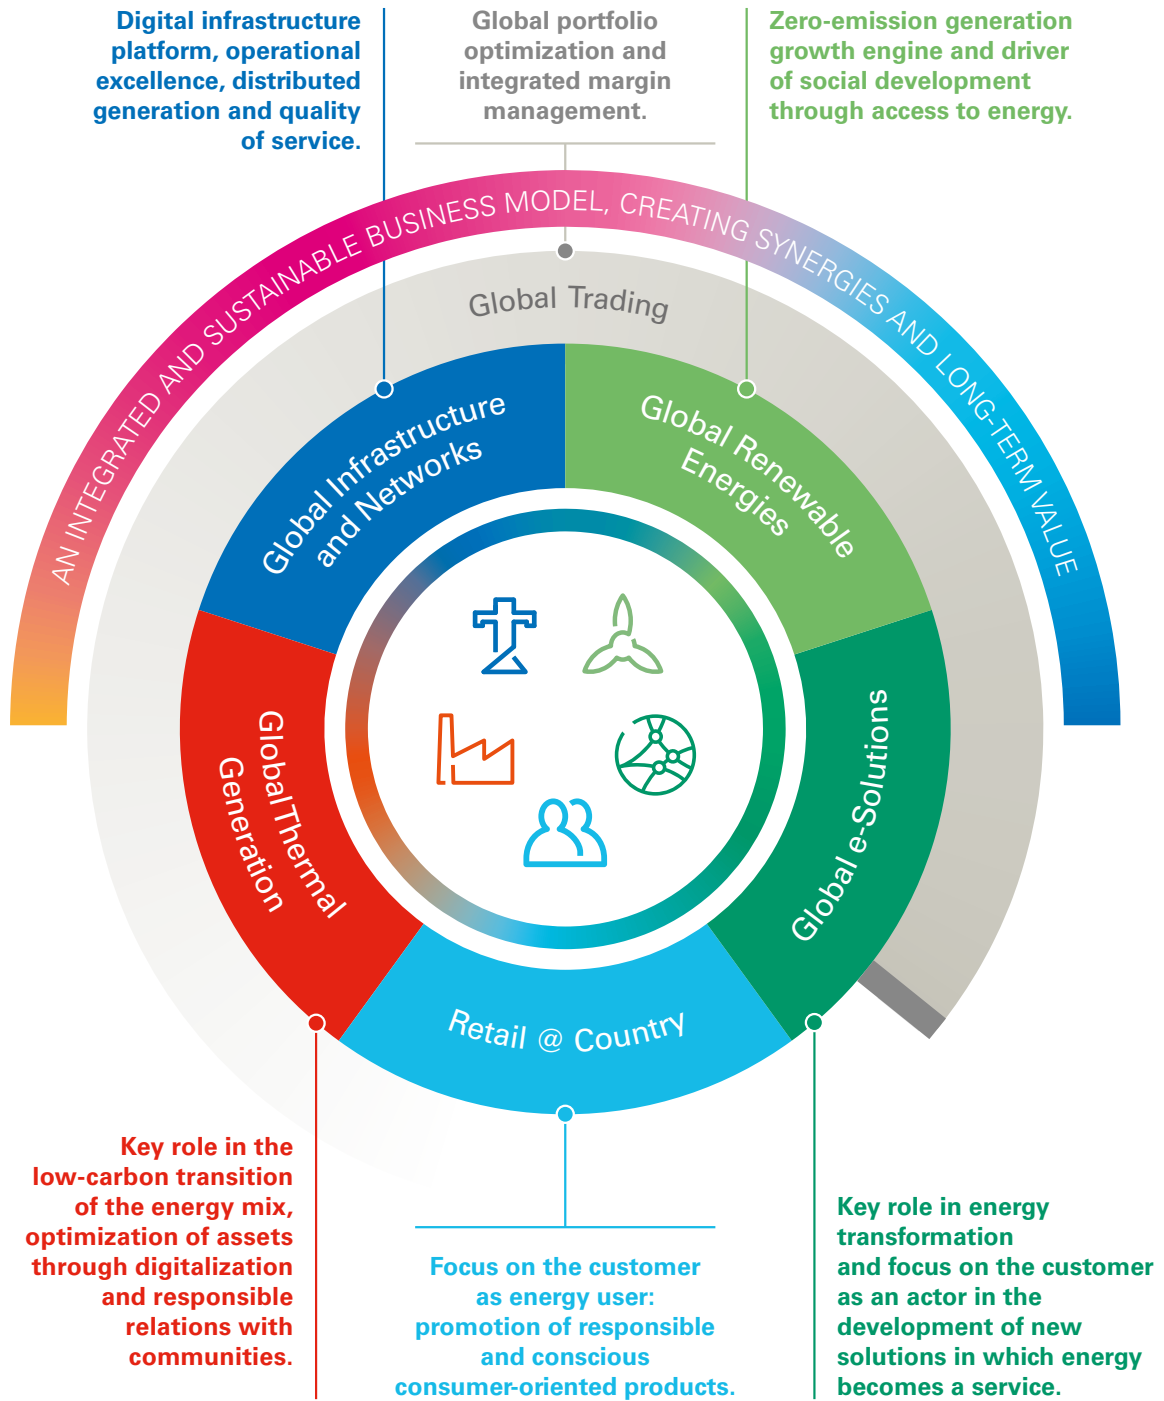 Digital infrastructure
platform, operational
excellence, distributed
generation and quality
of service.
Global portfolio
optimization and
integrated margin
management.
Zero-emission generation
growth engine and driver
of social development
through access to energy.
AN INTEGRATED AND SUSTAINABLE BUSINESS MODEL, CREATING SYNERGIES AND LONG-TERM VALUE
Global Trading
Global Infrastructure
and Networks
Global Renewable
Energies
Global Thermal
Generation
Global e-Solutions
Retail @ Country
Key role in the
low-carbon transition
of the energy mix,
optimization of assets
through digitalization
and responsible
relations with
communities.
Focus on the customer
as energy user:
promotion of responsible
and conscious
consumer-oriented products.
Key role in energy
transformation
and focus on the customer
as an actor in the
development of new
solutions in which energy
becomes a service.